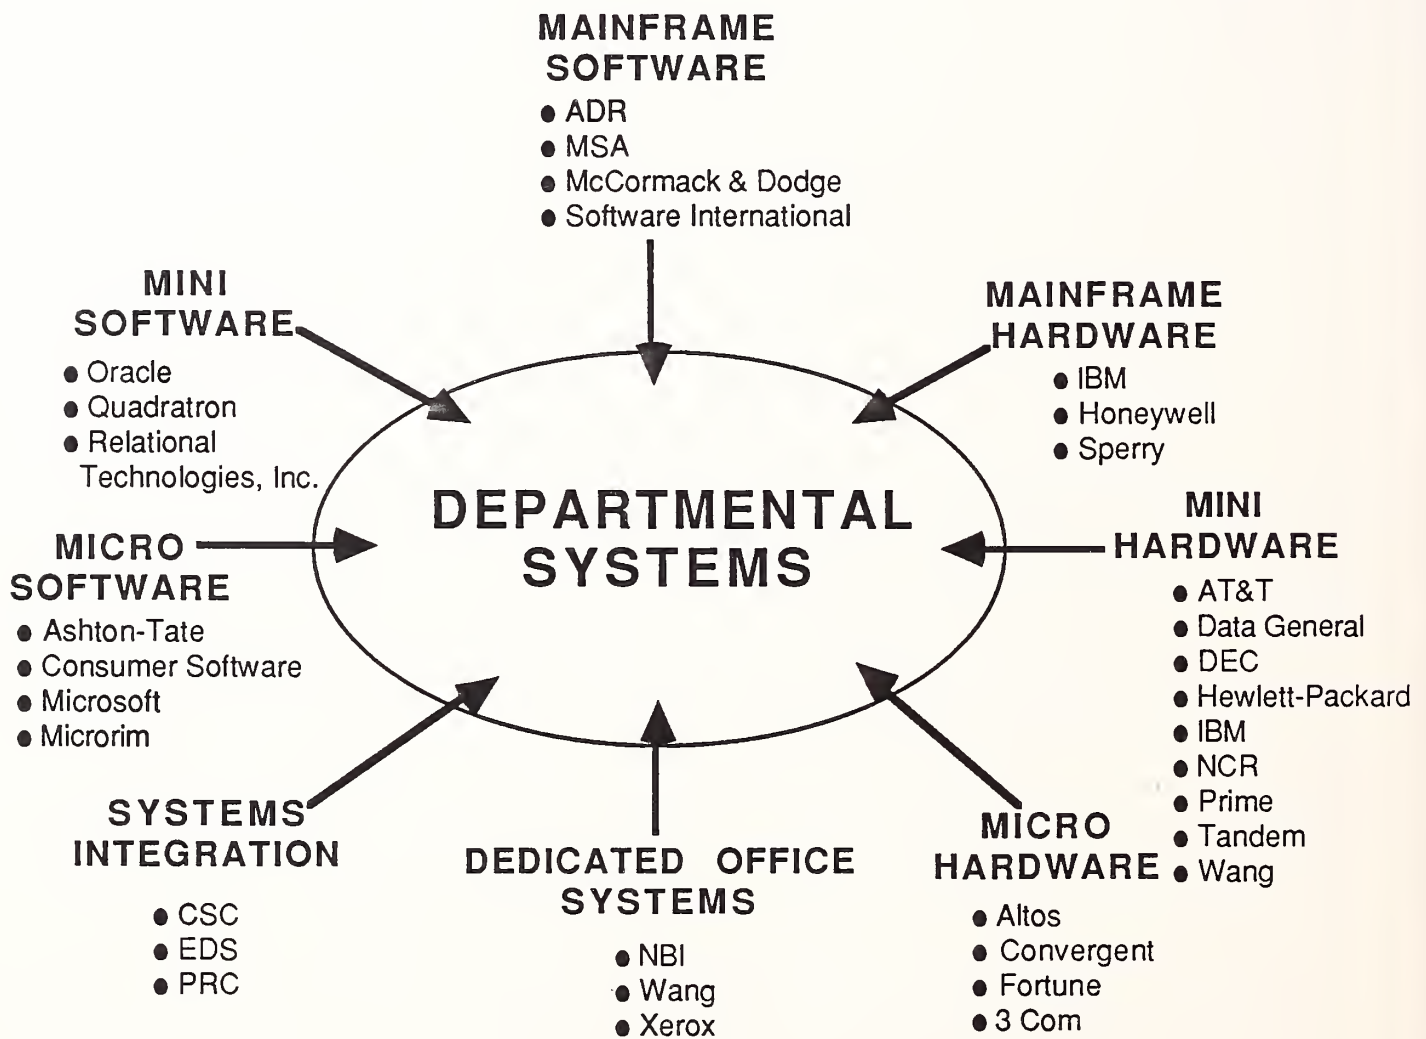 MAINFRAME
SOFTWARE
● ADR
● MSA
● McCormack & Dodge
● Software International
MINI
SOFTWARE
● Oracle
● Quadratron
● Relational
Technologies, Inc.
MAINFRAME
HARDWARE
● IBM
● Honeywell
● Sperry
DEPARTMENTAL
SYSTEMS
MICRO
SOFTWARE
● Ashton-Tate
● Consumer Software
● Microsoft
● Microrim
MINI
HARDWARE
● AT&T
● Data General
● DEC
● Hewlett-Packard
● IBM
● NCR
● Prime
● Tandem
● Wang
SYSTEMS
INTEGRATION
● CSC
● EDS
● PRC
DEDICATED OFFICE
SYSTEMS
● NBI
● Wang
● Xerox
MICRO
HARDWARE
● Altos
● Convergent
● Fortune
● 3 Com